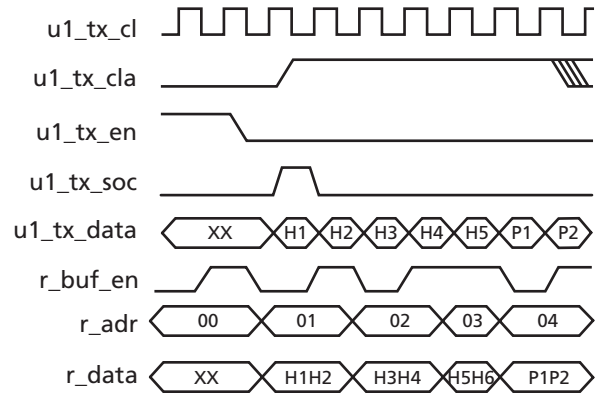 u1_tx_cl
u1_tx_cla
u1_tx_en
u1_tx_soc
u1_tx_data XX H1 H2 H3 H4 H5 P1 P2
r_buf_en
r_adr 00 01 02 03 04
r_data XX H1H2 H3H4 H5H6 P1P2